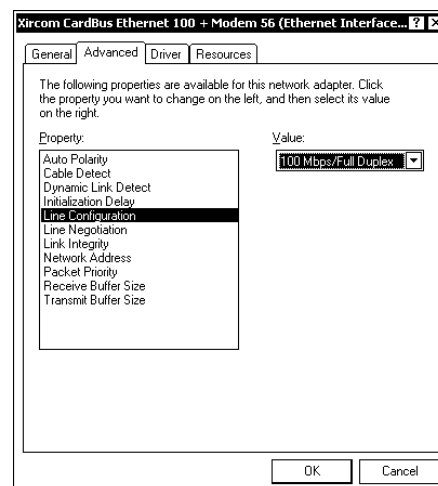 Xircom CardBus Ethernet 100 + Modem 56 (Ethernet Interface...
General Advanced Driver Resources
The following properties are available for this network adapter. Click
the property you want to change on the left, and then select its value
on the right.
Property: Value:
Auto Polarity 100 Mbps/Full Duplex
Cable Detect
Dynamic Link Detect
Initialization Delay
Line Configuration
Line Negotiation
Link Integrity
Network Address
Packet Priority
Receive Buffer Size
Transmit Buffer Size
OK Cancel